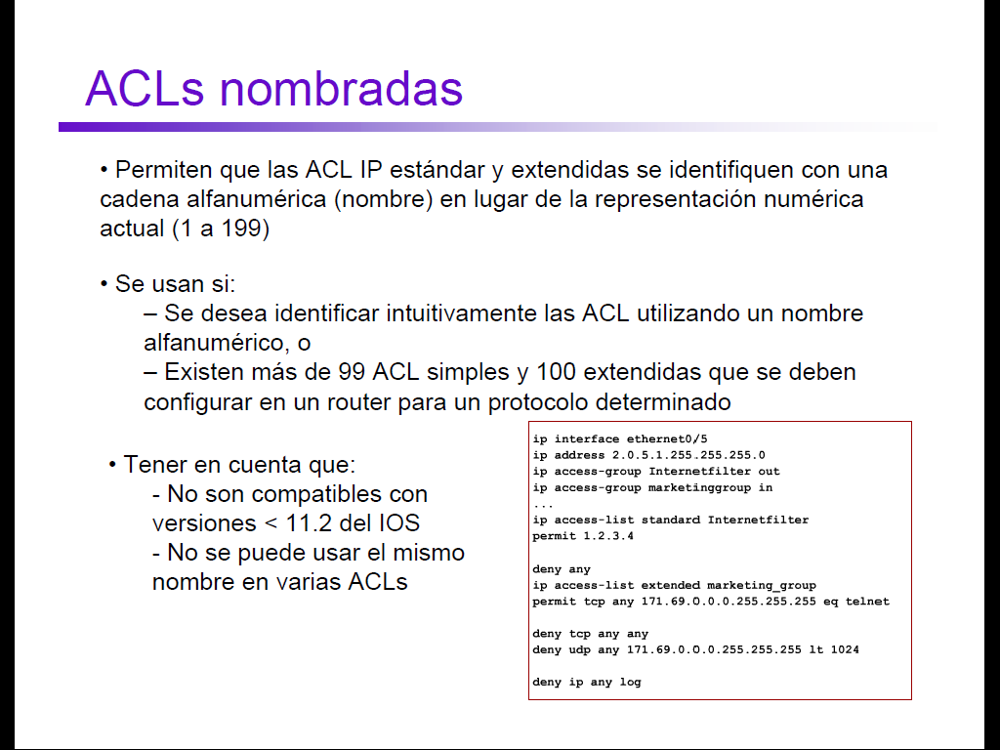 ACLs nombradas
• Permiten que las ACL IP estándar y extendidas se identifiquen con una
cadena alfanumérica (nombre) en lugar de la representación numérica
actual (1 a 199)
• Se usan si:
– Se desea identificar intuitivamente las ACL utilizando un nombre
alfanumérico, o
– Existen más de 99 ACL simples y 100 extendidas que se deben
configurar en un router para un protocolo determinado
• Tener en cuenta que:
- No son compatibles con
versiones < 11.2 del IOS
- No se puede usar el mismo
nombre en varias ACLs
ip interface ethernet0/5
ip address 2.0.5.1.255.255.255.0
ip access-group Internetfilter out
ip access-group marketinggroup in
...
ip access-list standard Internetfilter
permit 1.2.3.4
deny any
ip access-list extended marketing_group
permit tcp any 171.69.0.0.0.255.255.255 eq telnet
deny tcp any any
deny udp any 171.69.0.0.0.255.255.255 lt 1024
deny ip any log